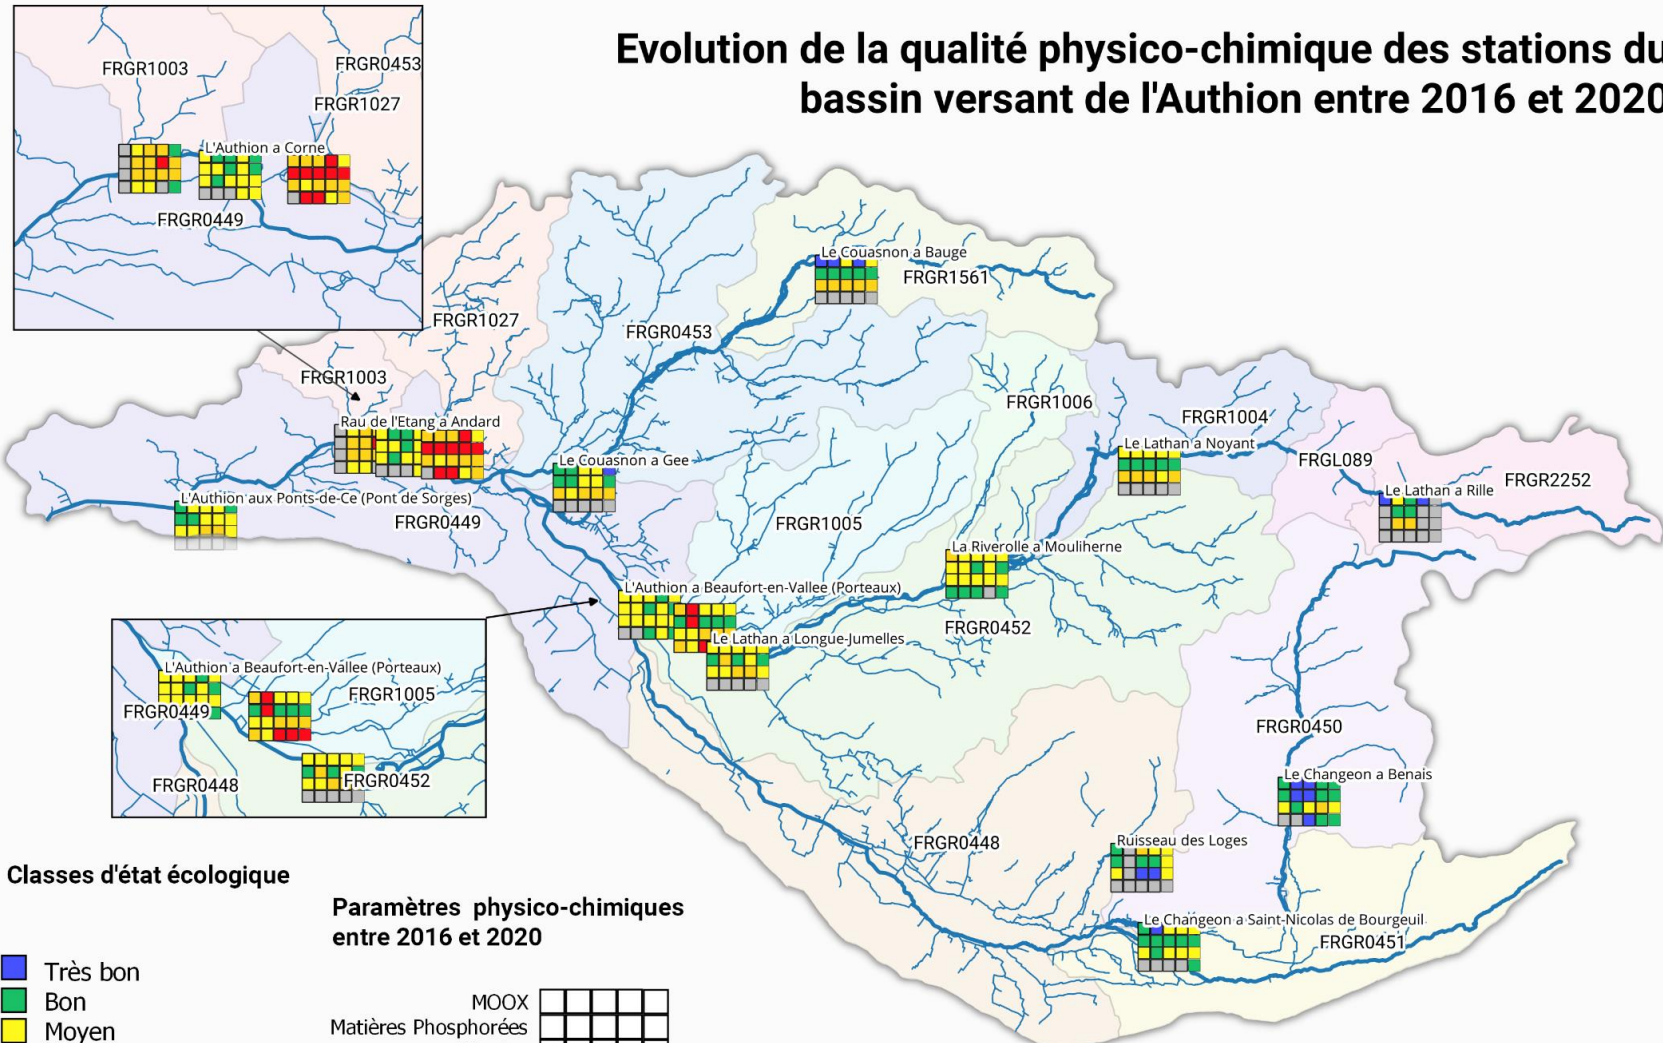 Evolution de la qualité physico-chimique des stations du
bassin versant de l'Authion entre 2016 et 2020
FRGR1003
FRGR0453
FRGR1027
L'Authion a Corne
FRGR0449
Le Couasnon a Bauge
FRGR1561
FRGR1027
FRGR0453
FRGR1003
FRGR1006
FRGR1004
Rau de l'Etang a Andard
Le Lathan a Noyant
Le Couasnon a Gee
FRGL089
FRGR2252
Le Lathan a Rille
L'Authion aux Ponts-de-Ce (Pont de Sorges)
FRGR0449
FRGR1005
La Riverolle a Mouliherne
L'Authion a Beaufort-en-Vallee (Porteaux)
FRGR0452
Le Lathan a Longue-Jumelles
L'Authion a Beaufort-en-Vallee (Porteaux)
FRGR1005
FRGR0449
FRGR0448
FRGR0452
FRGR0450
Le Changeon a Benais
FRGR0448
Ruisseau des Loges
Le Changeon a Saint-Nicolas de Bourgeuil
FRGR0451
Classes d'état écologique
Très bon
Bon
Moyen
Paramètres physico-chimiques
entre 2016 et 2020
MOOX
Matières Phosphorées